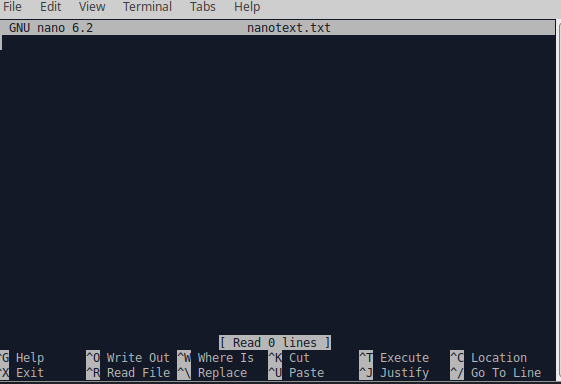 File Edit View Terminal Tabs Help
GNU nano 6.2 nanotext.txt
[ Read 0 lines ]
^G Help ^O Write Out ^W Where Is ^K Cut ^T Execute ^C Location
^X Exit ^R Read File ^\ Replace ^U Paste ^J Justify ^/ Go To Line